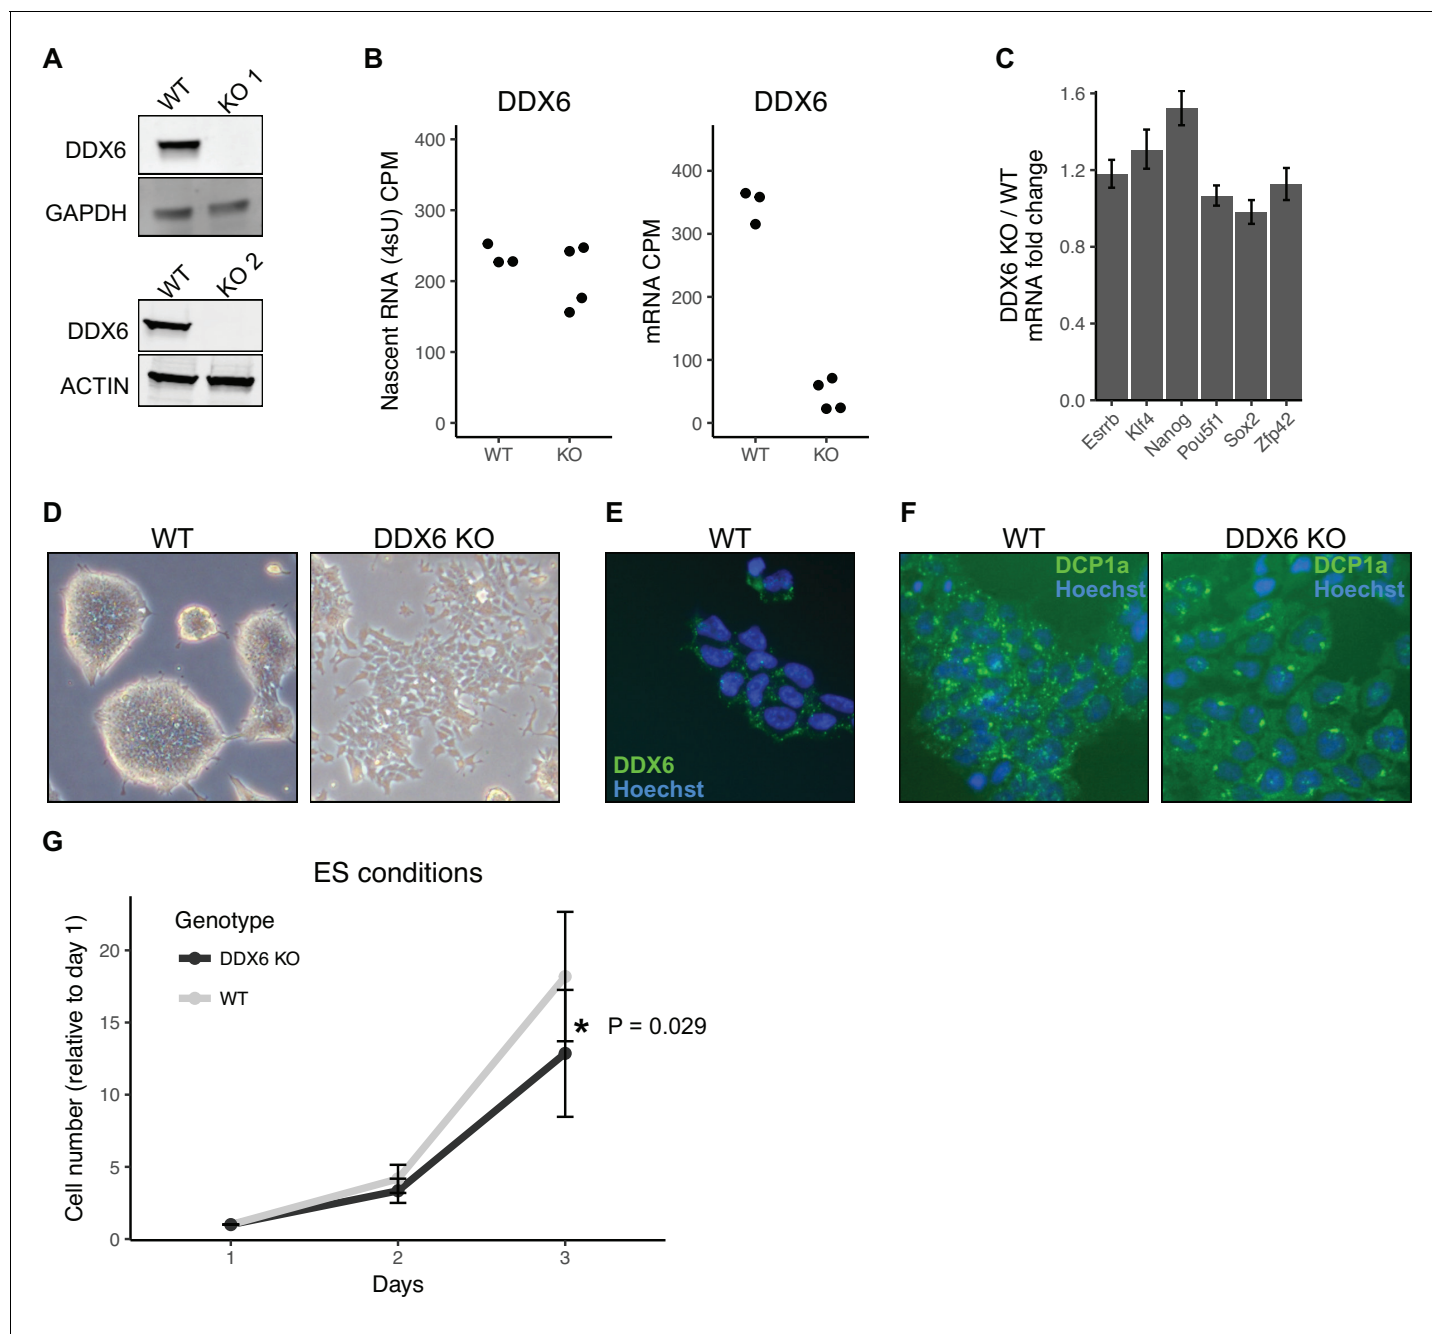 A
WT
KO 1
DDX6
GAPDH
WT
KO 2
DDX6
ACTIN
B
DDX6
Nascent RNA (4sU) CPM
400
300
200
100
0
WT
KO
DDX6
mRNA CPM
400
300
200
100
0
WT
KO
C
DDX6 KO / WT
mRNA fold change
1.6
1.2
0.8
0.4
0.0
Esrrb
Klf4
Nanog
Pou5f1
Sox2
Zfp42
D
WT
DDX6 KO
E
WT
DDX6
Hoechst
F
WT
DCP1a
Hoechst
DDX6 KO
DCP1a
Hoechst
G
ES conditions
Cell number (relative to day 1)
20
15
10
5
0
Genotype
DDX6 KO
WT
* P = 0.029
1
2
3
Days